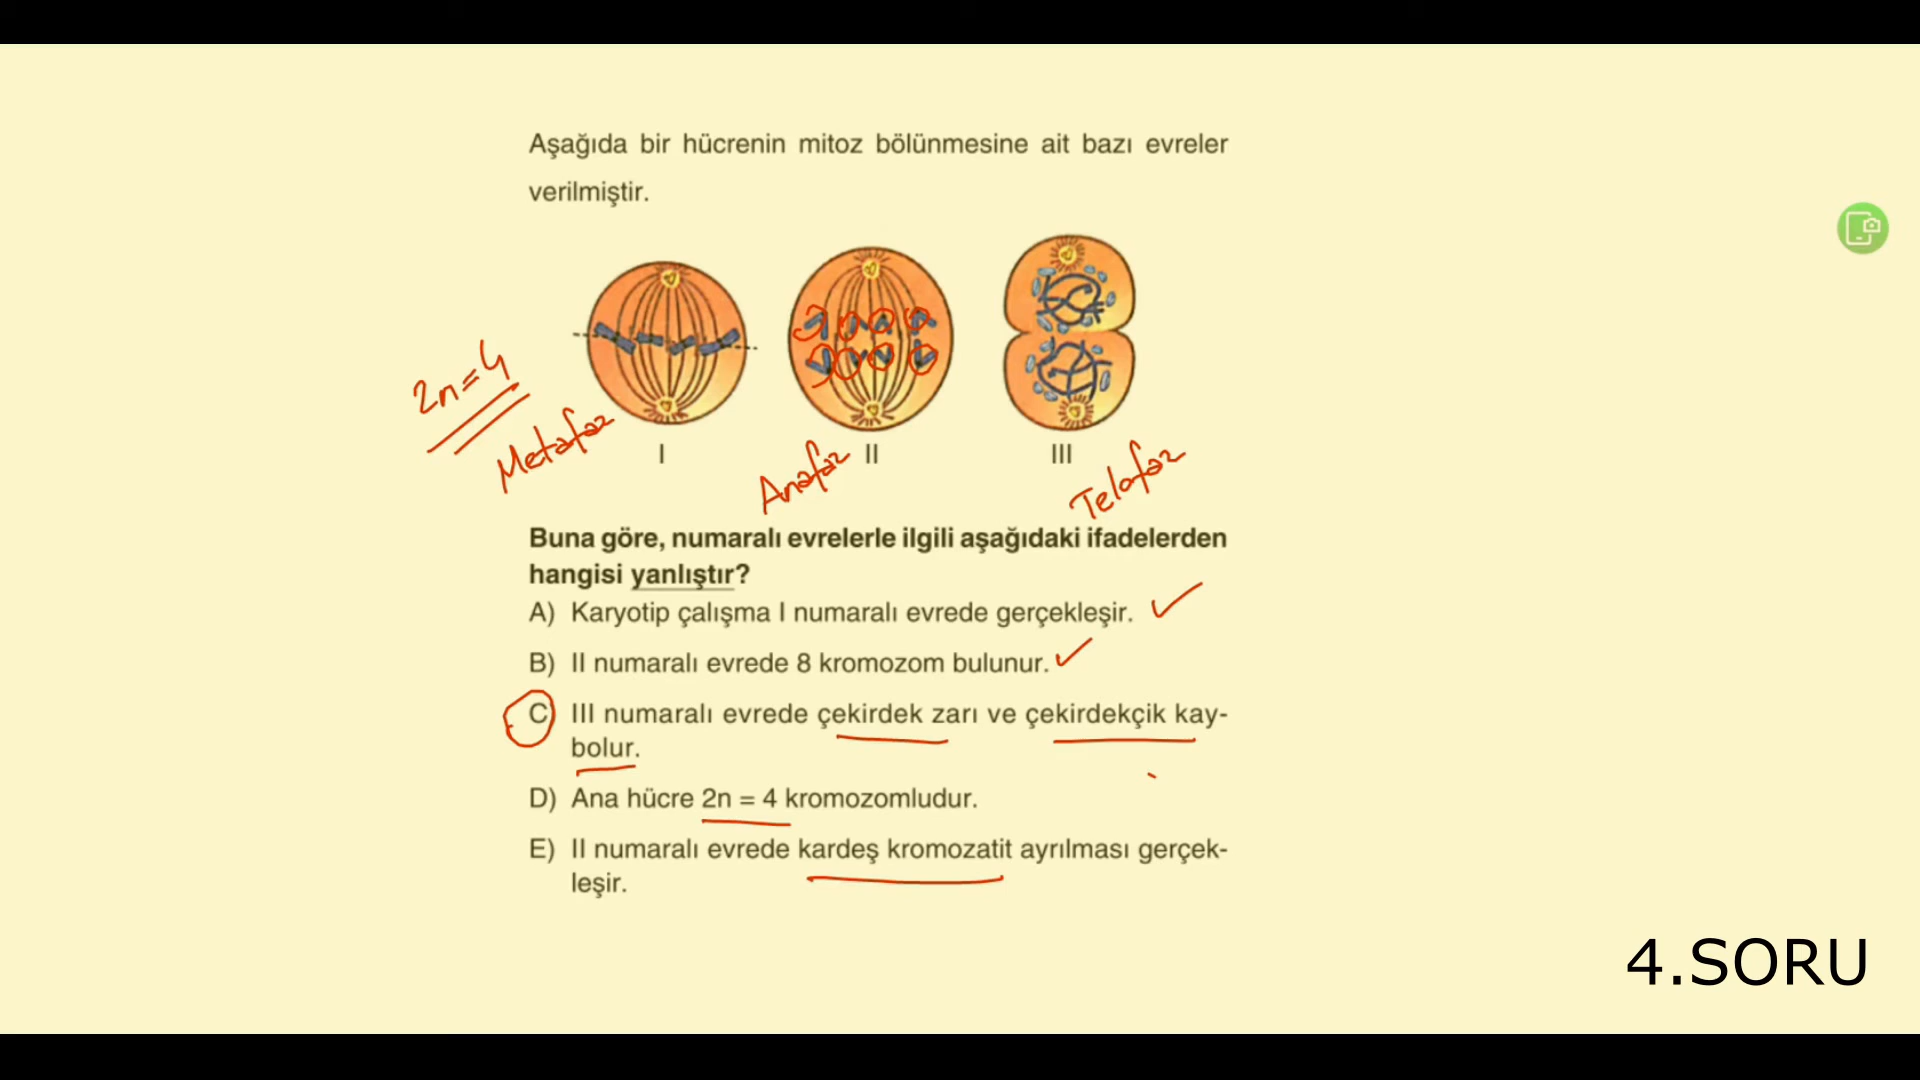 Aşağıda bir hücrenin mitoz bölünmesine ait bazı evreler
verilmiştir.
2n=4
Metafaz
I
Anafaz
II
Telofaz
III
Buna göre, numaralı evrelerle ilgili aşağıdaki ifadelerden
hangisi yanlıştır?
A) Karyotip çalışma I numaralı evrede gerçekleşir.
B) II numaralı evrede 8 kromozom bulunur.
C) III numaralı evrede çekirdek zarı ve çekirdekçik kay-
bolur.
D) Ana hücre 2n = 4 kromozomludur.
E) II numaralı evrede kardeş kromozatit ayrılması gerçek-
leşir.
4.SORU